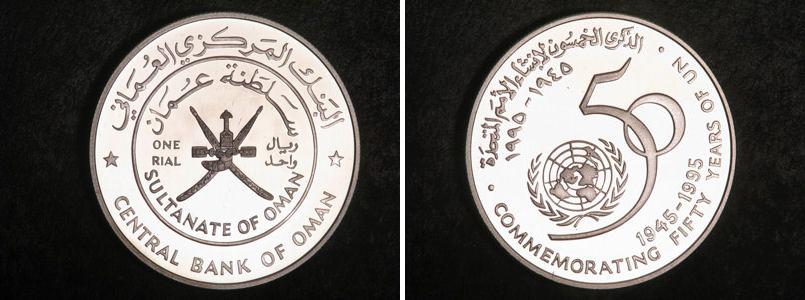 البنك المركزي العماني
سلطنة عمان
ONE
RIAL
ريال
واحد
SULTANATE OF OMAN
CENTRAL BANK OF OMAN
الذكرى الخمسون لإنشاء الأمم المتحدة
١٩٤٥ - ١٩٩٥
50
1945-1995
COMMEMORATING FIFTY YEARS OF UN